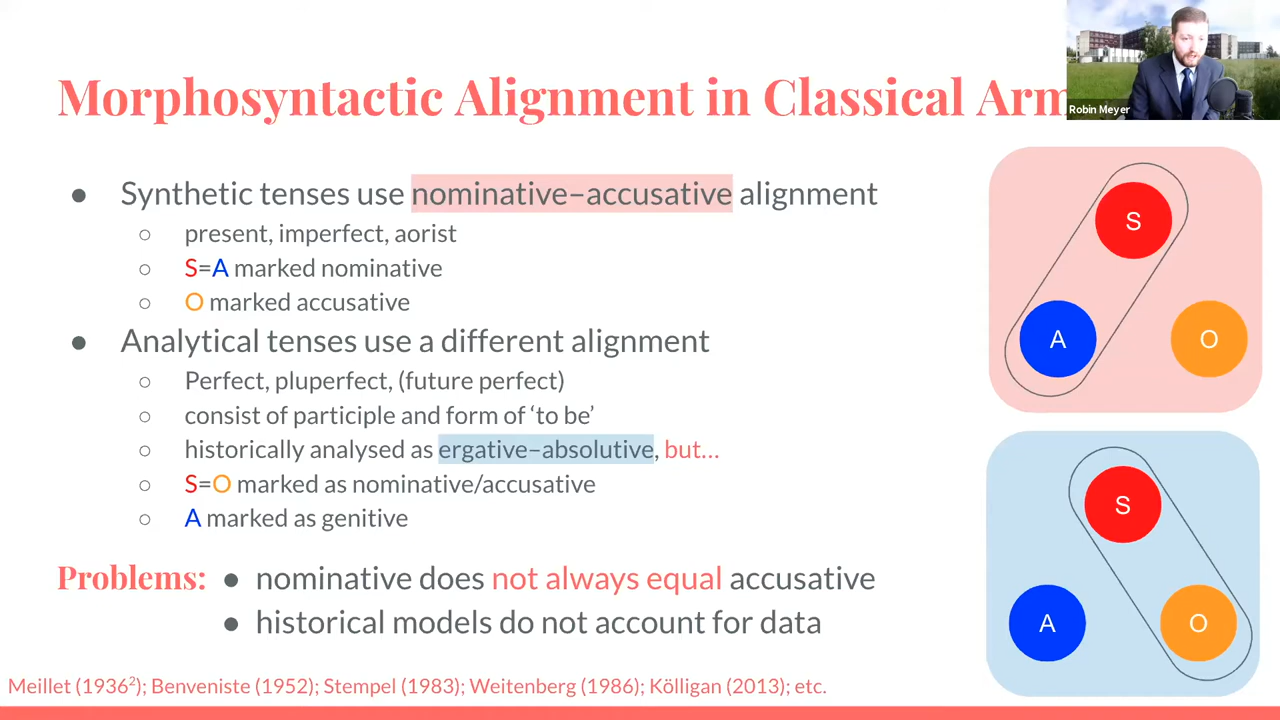 Morphosyntactic Alignment in Classical Arm
Robin Meyer
● Synthetic tenses use nominative–accusative alignment
○ present, imperfect, aorist
○ S=A marked nominative
○ O marked accusative
● Analytical tenses use a different alignment
○ Perfect, pluperfect, (future perfect)
○ consist of participle and form of ‘to be’
○ historically analysed as ergative–absolutive, but…
○ S=O marked as nominative/accusative
○ A marked as genitive
Problems: ● nominative does not always equal accusative
● historical models do not account for data
Meillet (1936²); Benveniste (1952); Stempel (1983); Weitenberg (1986); Kölligan (2013); etc.
S
A O
S
A O